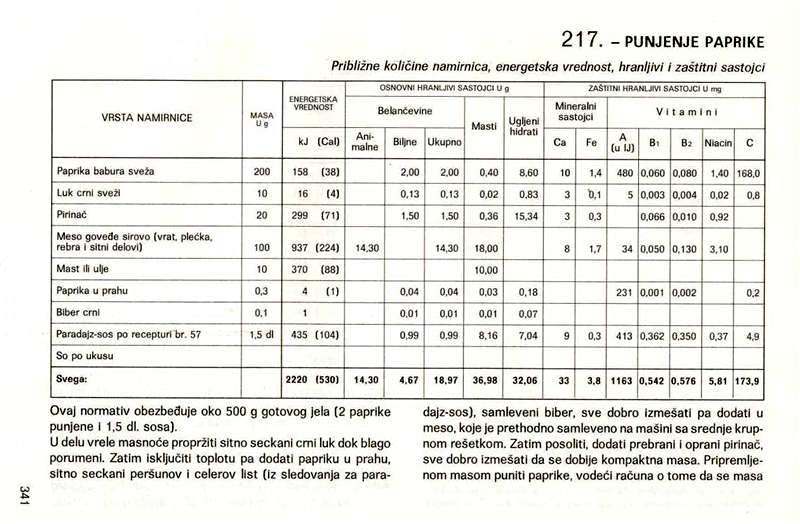 217. – PUNJENJE PAPRIKE
Približne količine namirnica, energetska vrednost, hranljivi i zaštitni sastojci
VRSTA NAMIRNICE
MASA U g
ENERGETSKA VREDNOST
OSNOVNI HRANLJIVI SASTOJCI U g
ZAŠTITNI HRANLJIVI SASTOJCI U mg
Belančevine
Masti
Ugljeni hidrati
Mineralni sastojci
Vitamini
kJ (Cal) Ani-malne Biljne Ukupno Ca Fe A (u IJ) B1 B2 Niacin C
Paprika babura sveža 200 158 (38) 2,00 2,00 0,40 8,60 10 1,4 480 0,060 0,080 1,40 168,0
Luk crni sveži 10 16 (4) 0,13 0,13 0,02 0,83 3 0,1 5 0,003 0,004 0,02 0,8
Pirinač 20 299 (71) 1,50 1,50 0,36 15,34 3 0,3 0,066 0,010 0,92
Meso goveđe sirovo (vrat, plećka,
rebra i sitni delovi) 100 937 (224) 14,30 14,30 18,00 8 1,7 34 0,050 0,130 3,10
Mast ili ulje 10 370 (88) 10,00
Paprika u prahu 0,3 4 (1) 0,04 0,04 0,03 0,18 231 0,001 0,002 0,2
Biber crni 0,1 1 0,01 0,01 0,01 0,07
Paradajz-sos po recepturi br. 57 1,5 dl 435 (104) 0,99 0,99 8,16 7,04 9 0,3 413 0,362 0,350 0,37 4,9
So po ukusu
Svega: 2220 (530) 14,30 4,67 18,97 36,98 32,06 33 3,8 1163 0,542 0,576 5,81 173,9
Ovaj normativ obezbeđuje oko 500 g gotovog jela (2 paprike
punjene i 1,5 dl. sosa).
U delu vrele masnoće propržiti sitno seckani crni luk dok blago
porumeni. Zatim isključiti toplotu pa dodati papriku u prahu,
sitno seckani peršunov i celerov list (iz sledovanja za para-
dajz-sos), samleveni biber, sve dobro izmešati pa dodati u
meso, koje je prethodno samleveno na mašini sa srednje krup-
nom rešetkom. Zatim posoliti, dodati prebrani i oprani pirinač,
sve dobro izmešati da se dobije kompaktna masa. Pripremlje-
nom masom puniti paprike, vodeći računa o tome da se masa
341